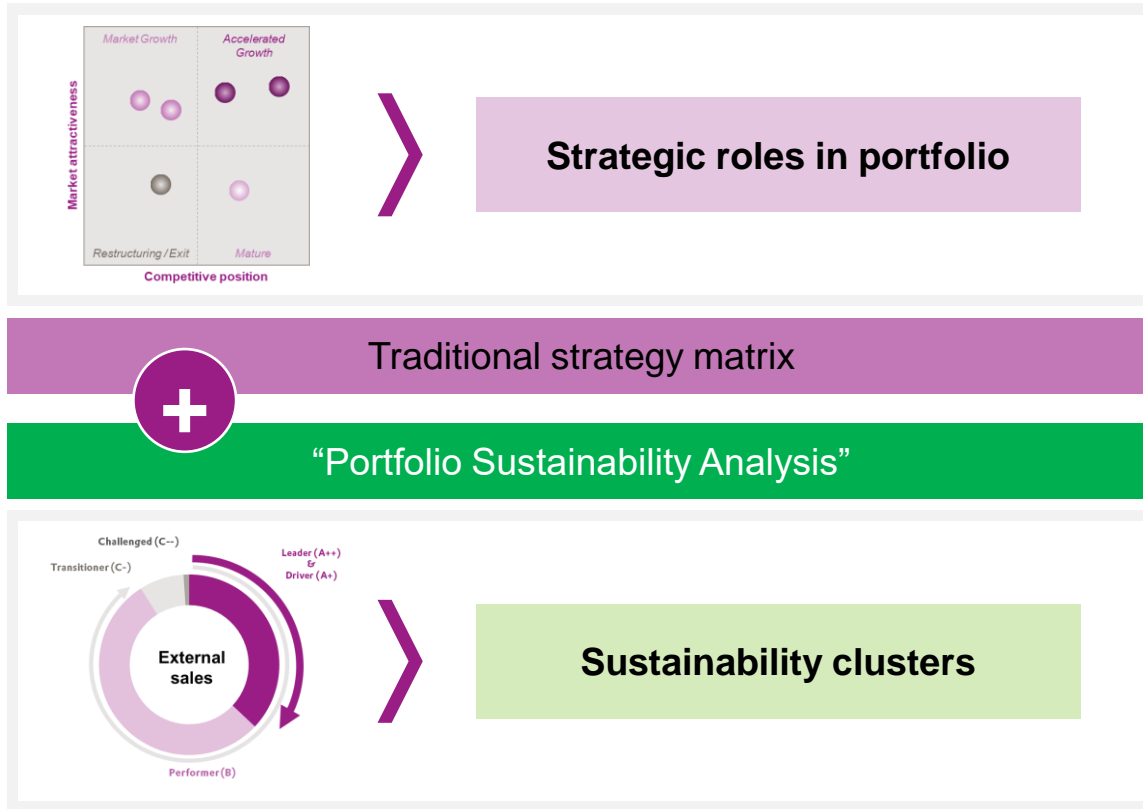 Market Growth
Accelerated
Growth
Market attractiveness
Restructuring / Exit
Mature
Competitive position
Strategic roles in portfolio
Traditional strategy matrix
+
“Portfolio Sustainability Analysis”
Challenged (C--)
Transitioner (C-)
Leader (A++)
&
Driver (A+)
External
sales
Performer (B)
Sustainability clusters